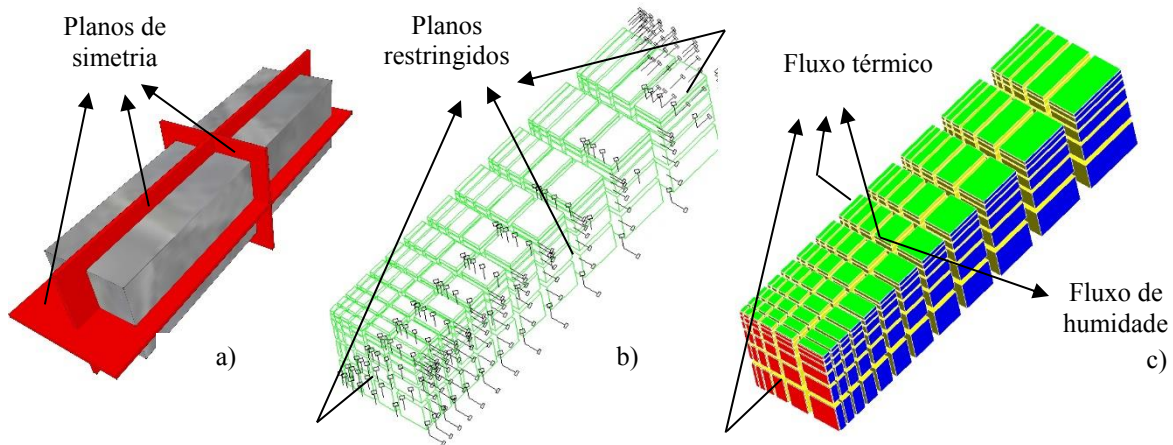 Planos de
simetria
a)
Planos
restringidos
b)
Fluxo térmico
Fluxo de
humidade
c)